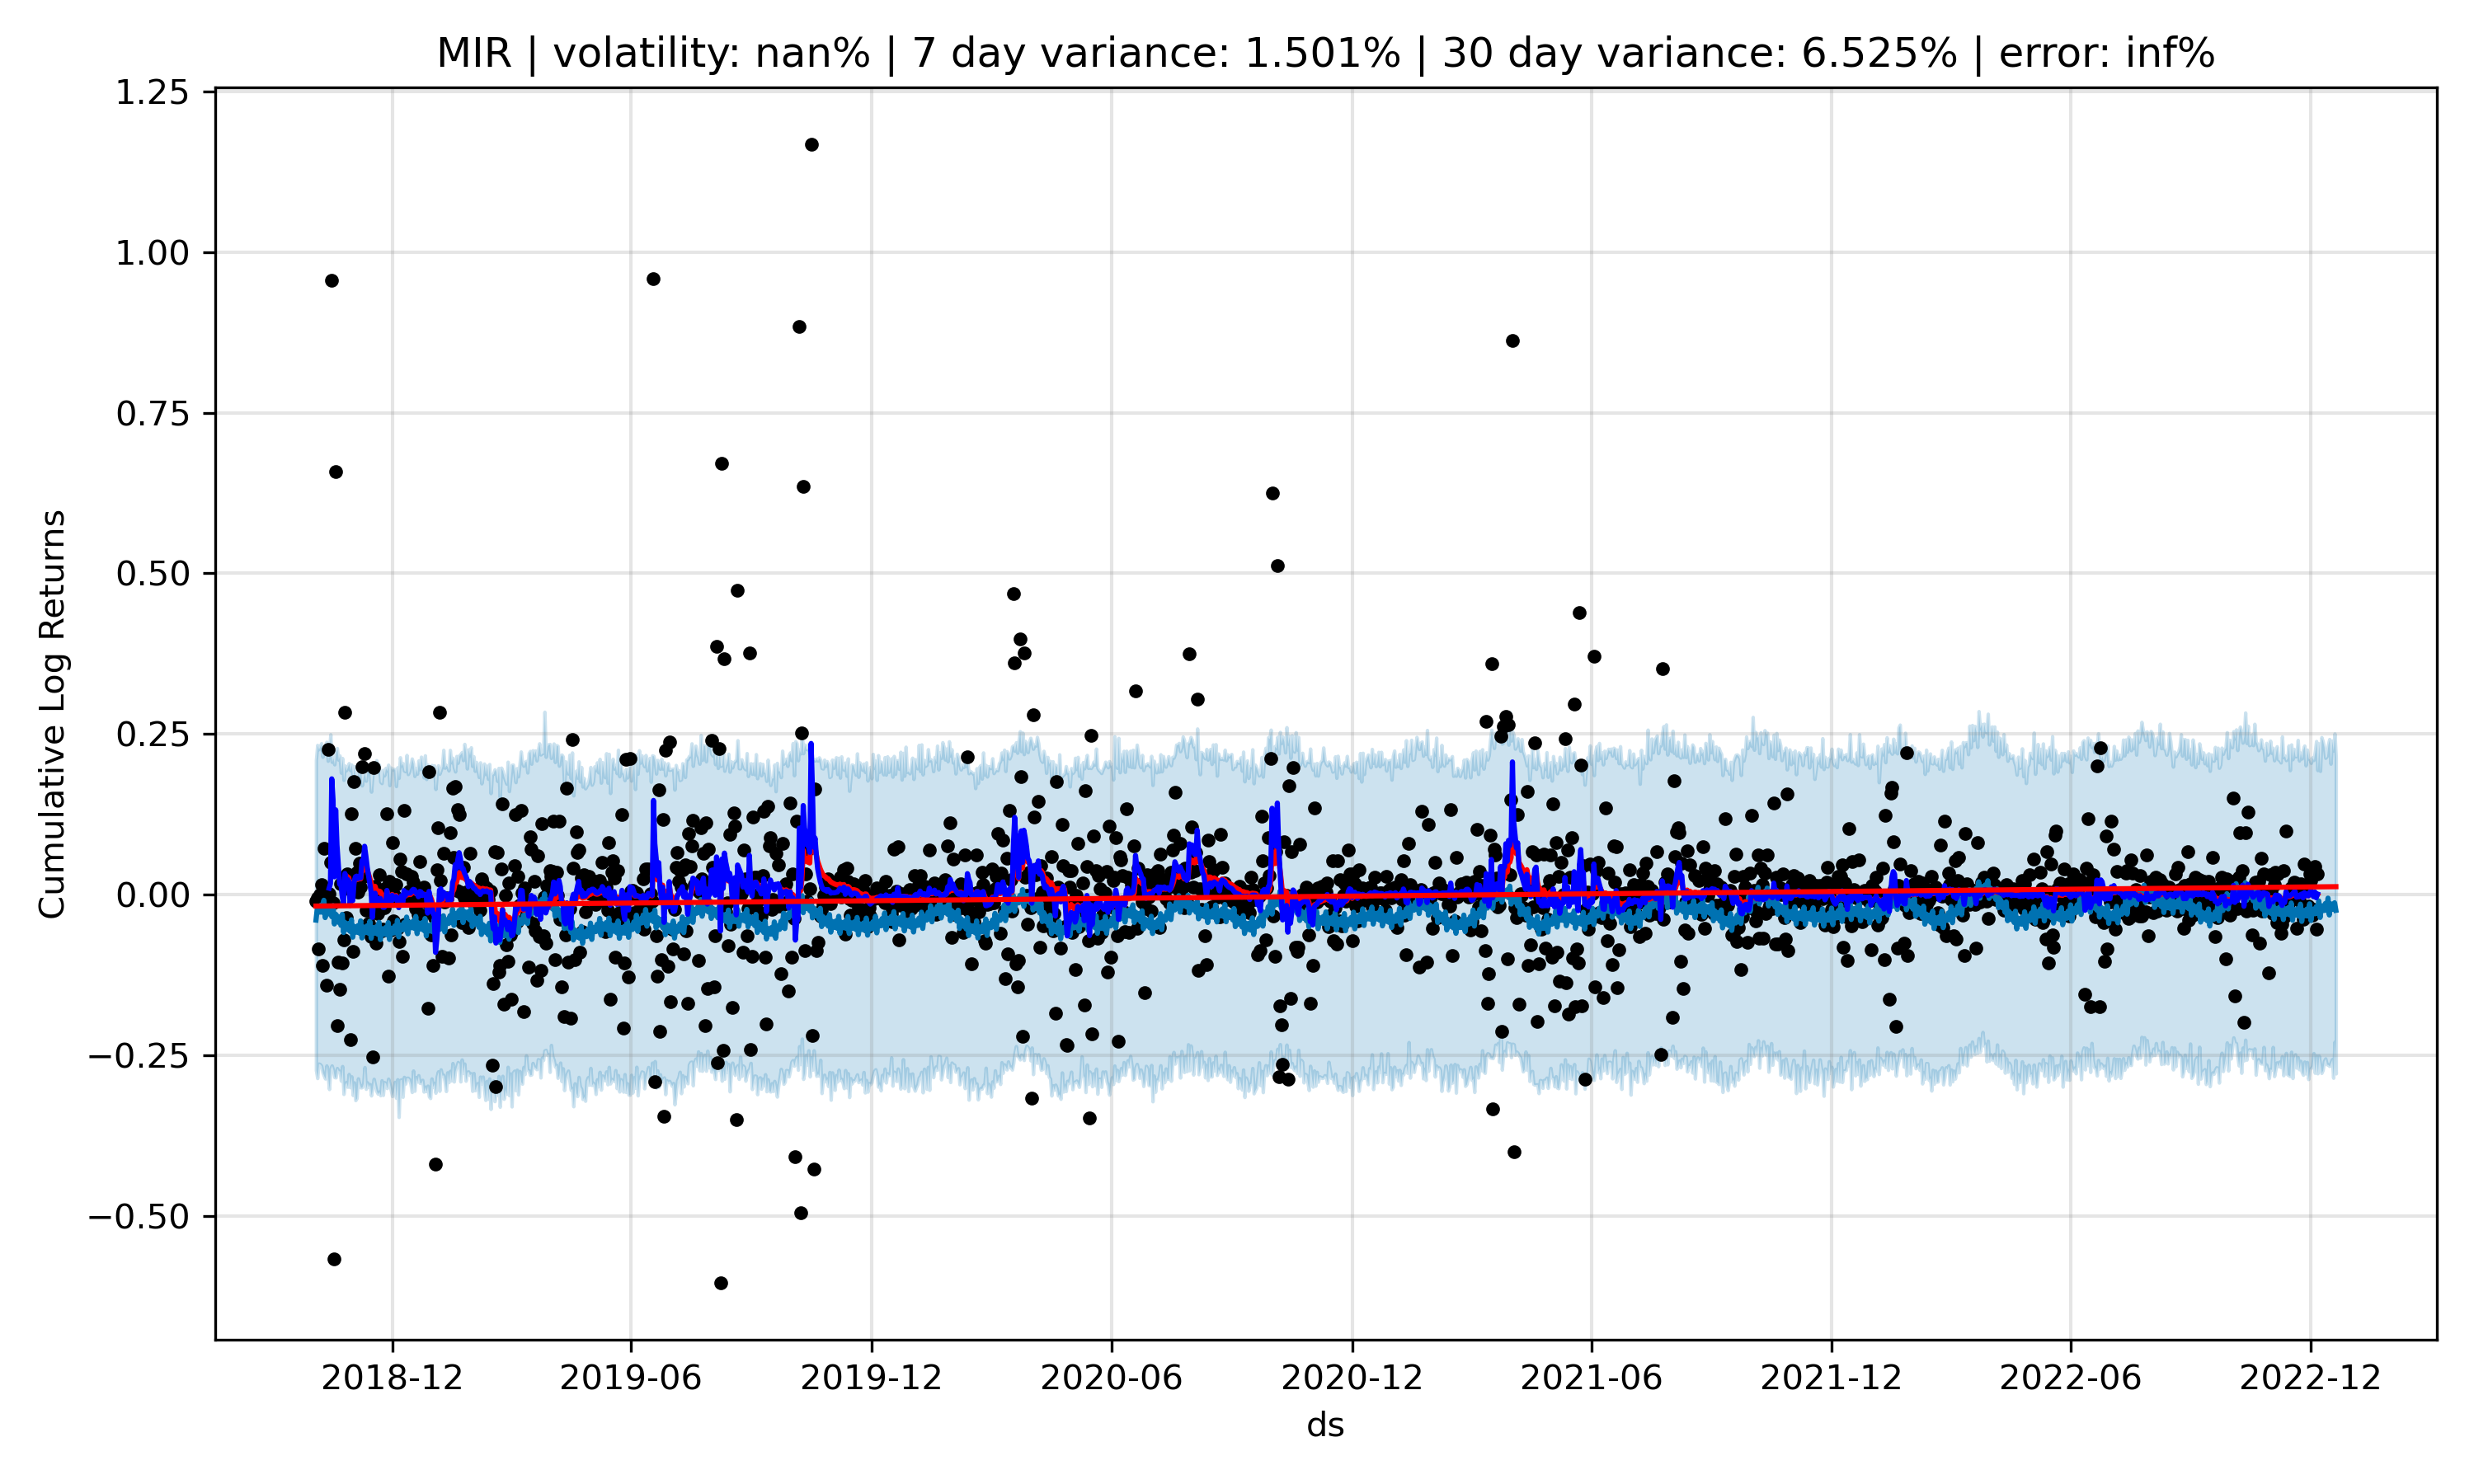 MIR | volatility: nan% | 7 day variance: 1.501% | 30 day variance: 6.525% | error: inf%
1.25
1.00
0.75
0.50
0.25
0.00
−0.25
−0.50
Cumulative Log Returns
2018-12 2019-06 2019-12 2020-06 2020-12 2021-06 2021-12 2022-06 2022-12
ds